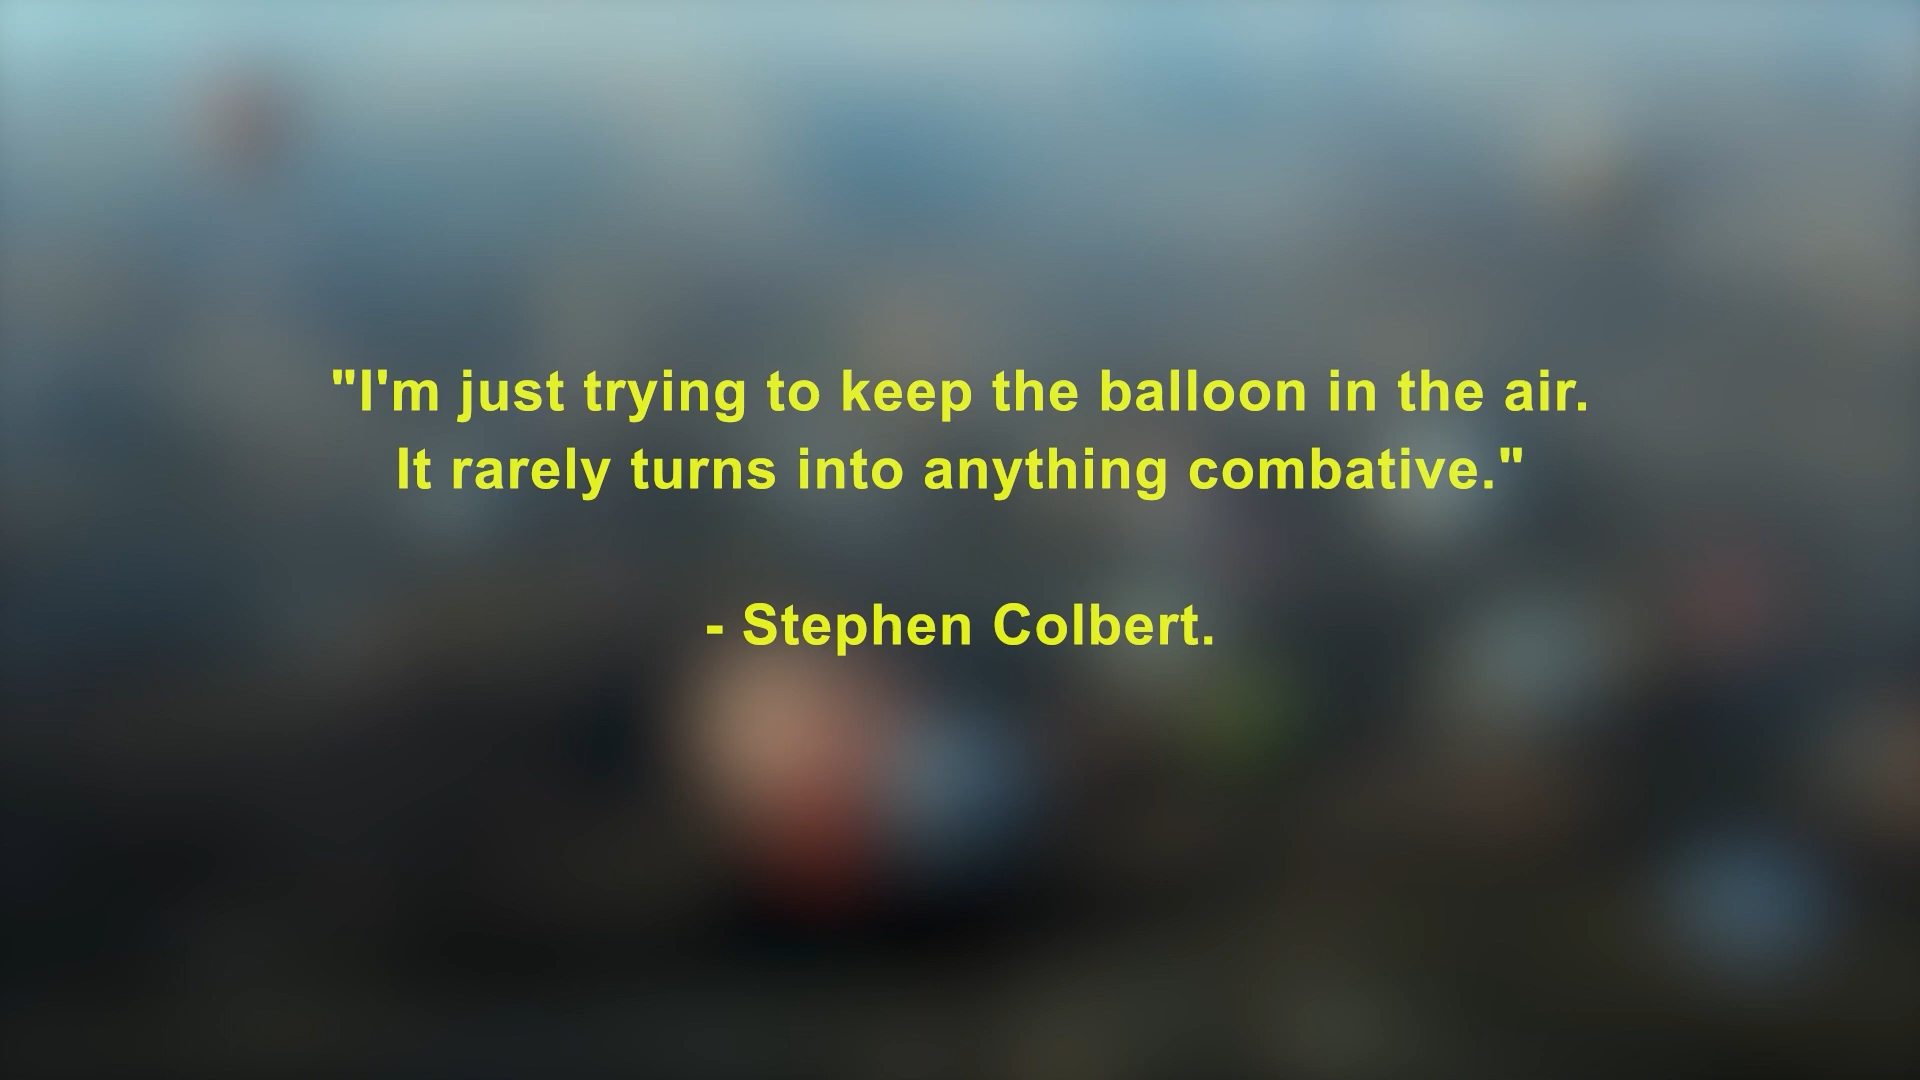 "I'm just trying to keep the balloon in the air.
It rarely turns into anything combative."
- Stephen Colbert.